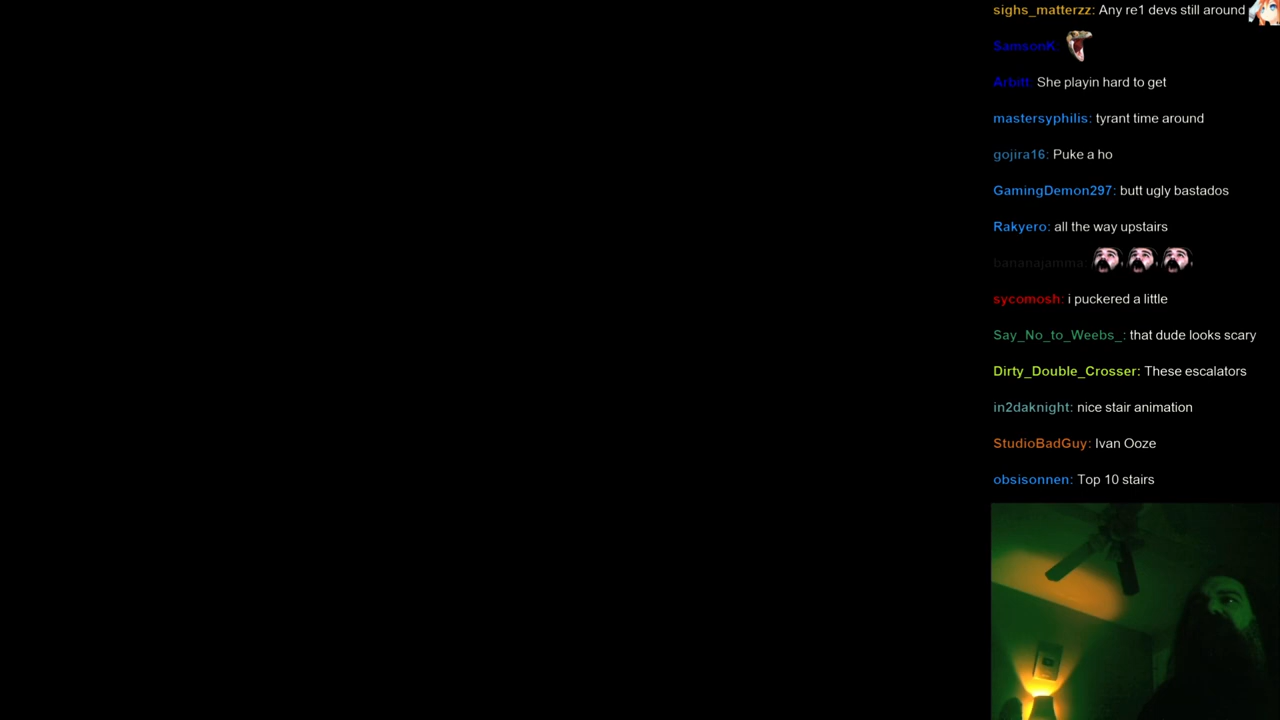 sighs_matterzz: Any re1 devs still around
SamsonK:
Arbitt: She playin hard to get
mastersyphilis: tyrant time around
gojira16: Puke a ho
GamingDemon297: butt ugly bastados
Rakyero: all the way upstairs
bananajamma:
sycomosh: i puckered a little
Say_No_to_Weebs_: that dude looks scary
Dirty_Double_Crosser: These escalators
in2daknight: nice stair animation
StudioBadGuy: Ivan Ooze
obsisonnen: Top 10 stairs